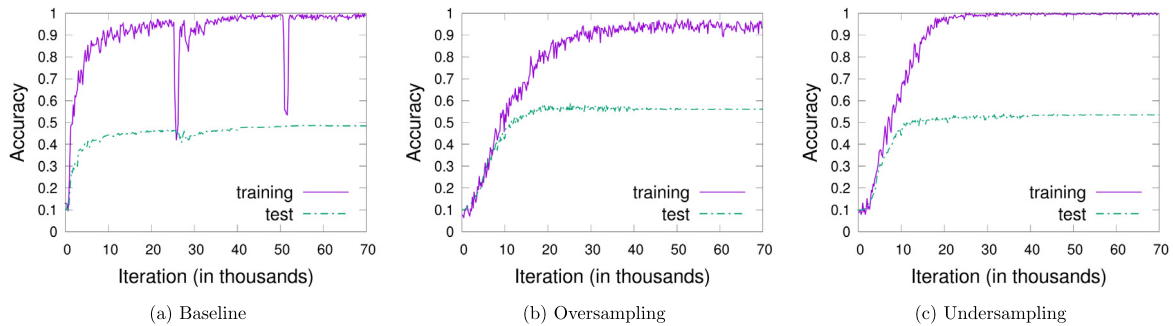 1
0.9
0.8
0.7
0.6
0.5
0.4
0.3
0.2
0.1
0
Accuracy
training
test
0 10 20 30 40 50 60 70
Iteration (in thousands)
(a) Baseline
1
0.9
0.8
0.7
0.6
0.5
0.4
0.3
0.2
0.1
0
Accuracy
training
test
0 10 20 30 40 50 60 70
Iteration (in thousands)
(b) Oversampling
1
0.9
0.8
0.7
0.6
0.5
0.4
0.3
0.2
0.1
0
Accuracy
training
test
0 10 20 30 40 50 60 70
Iteration (in thousands)
(c) Undersampling